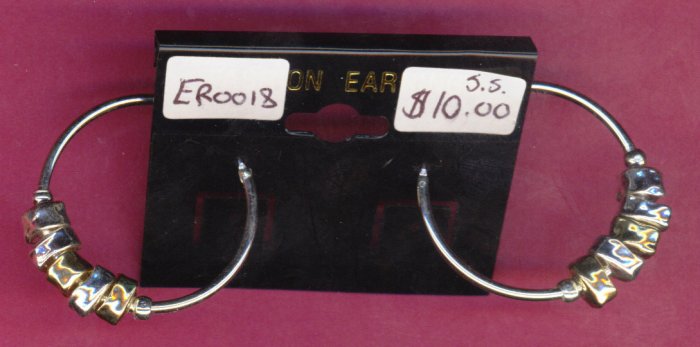 ER0018
ON EAR
S.S.
$10.00